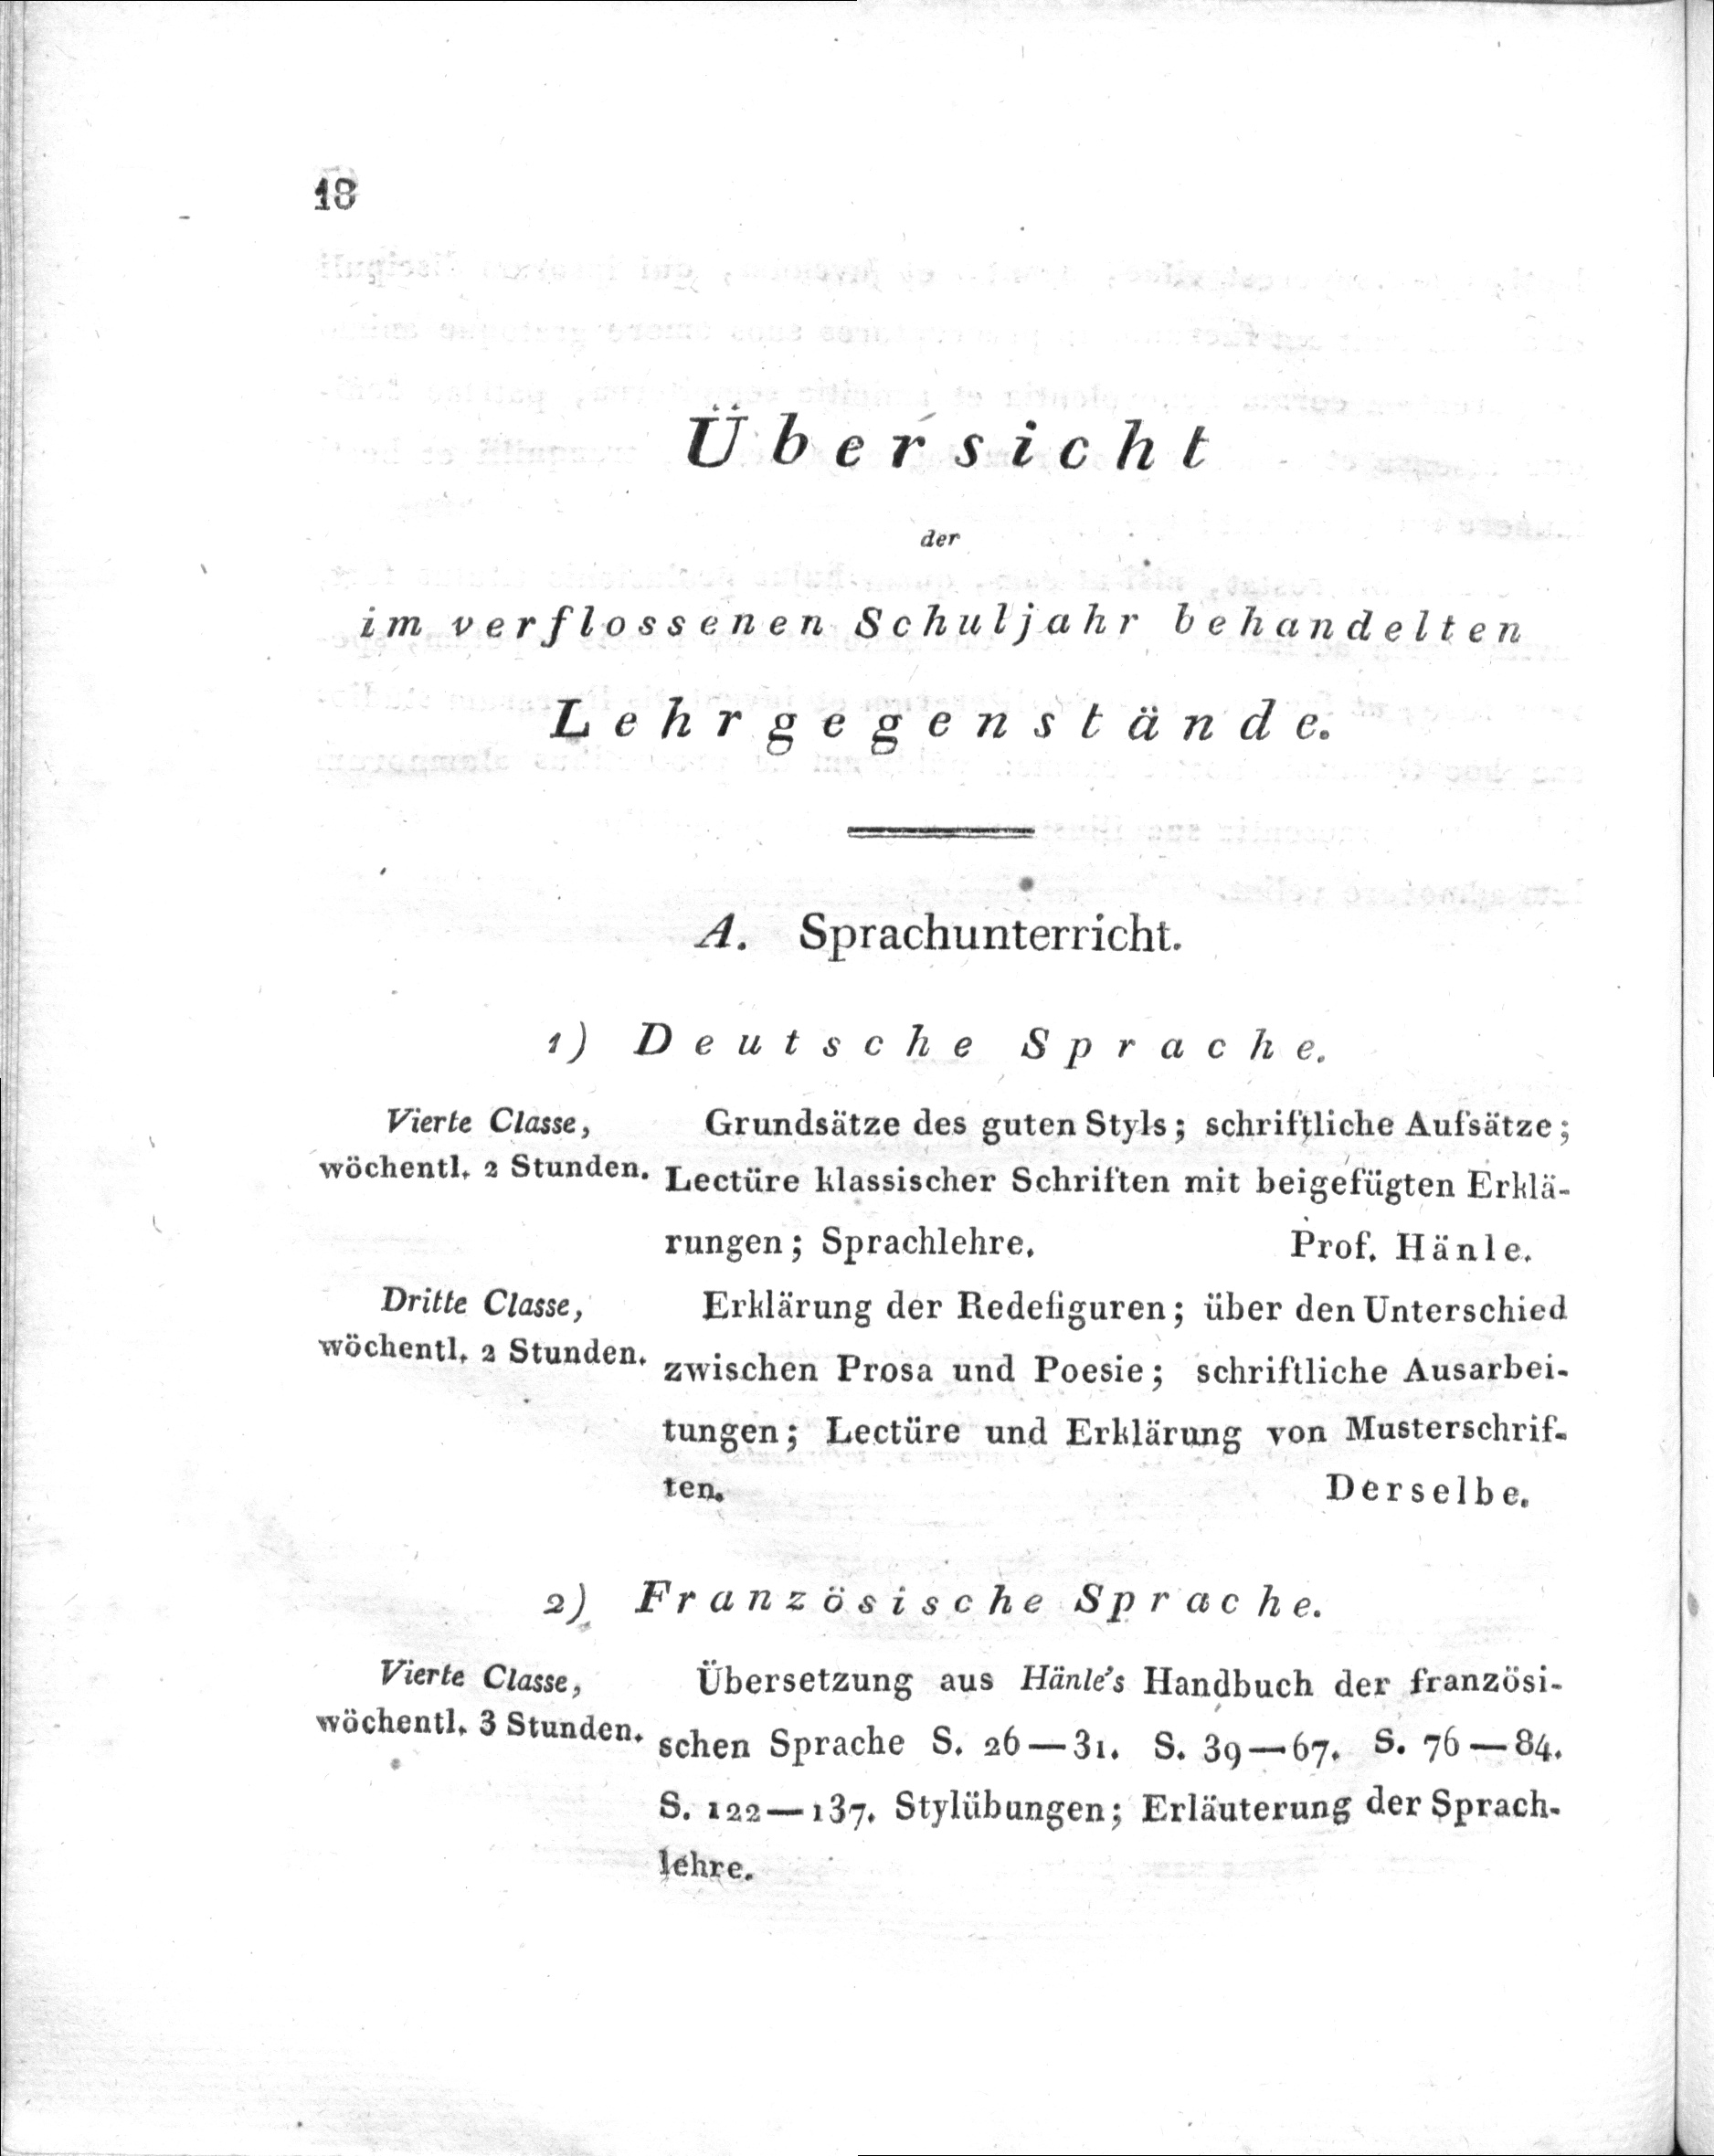 18
Übersicht
der
im verflossenen Schuljahr behandelten
Lehrgegenstände.
A. Sprachunterricht.
1) Deutsche Sprache.
Vierte Classe,
wöchentl. 2 Stunden.
Grundsätze des guten Styls; schriftliche Aufsätze;
Lectüre klassischer Schriften mit beigefügten Erklä-
rungen; Sprachlehre. Prof. Hänle.
Dritte Classe,
wöchentl. 2 Stunden.
Erklärung der Redefiguren; über den Unterschied
zwischen Prosa und Poesie; schriftliche Ausarbei-
tungen; Lectüre und Erklärung von Musterschrif-
ten. Derselbe.
2) Französische Sprache.
Vierte Classe,
wöchentl. 3 Stunden.
Übersetzung aus Hänle's Handbuch der französi-
schen Sprache S. 26—31. S. 39—67. S. 76—84.
S. 122—137. Stylübungen; Erläuterung der Sprach-
lehre.